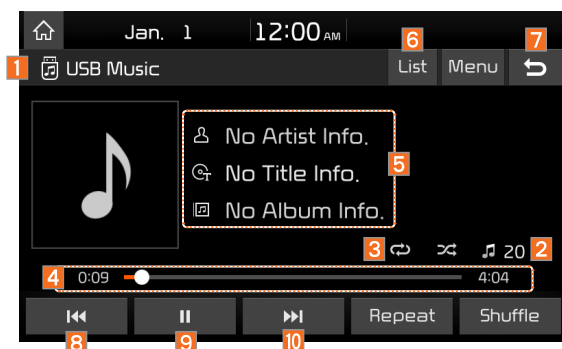 Jan. 1 12:00 AM
6 7
1 USB Music List Menu
No Artist Info.
No Title Info. 5
No Album Info.
3 20 2
4 0:09 4:04
Repeat Shuffle
8 9 10